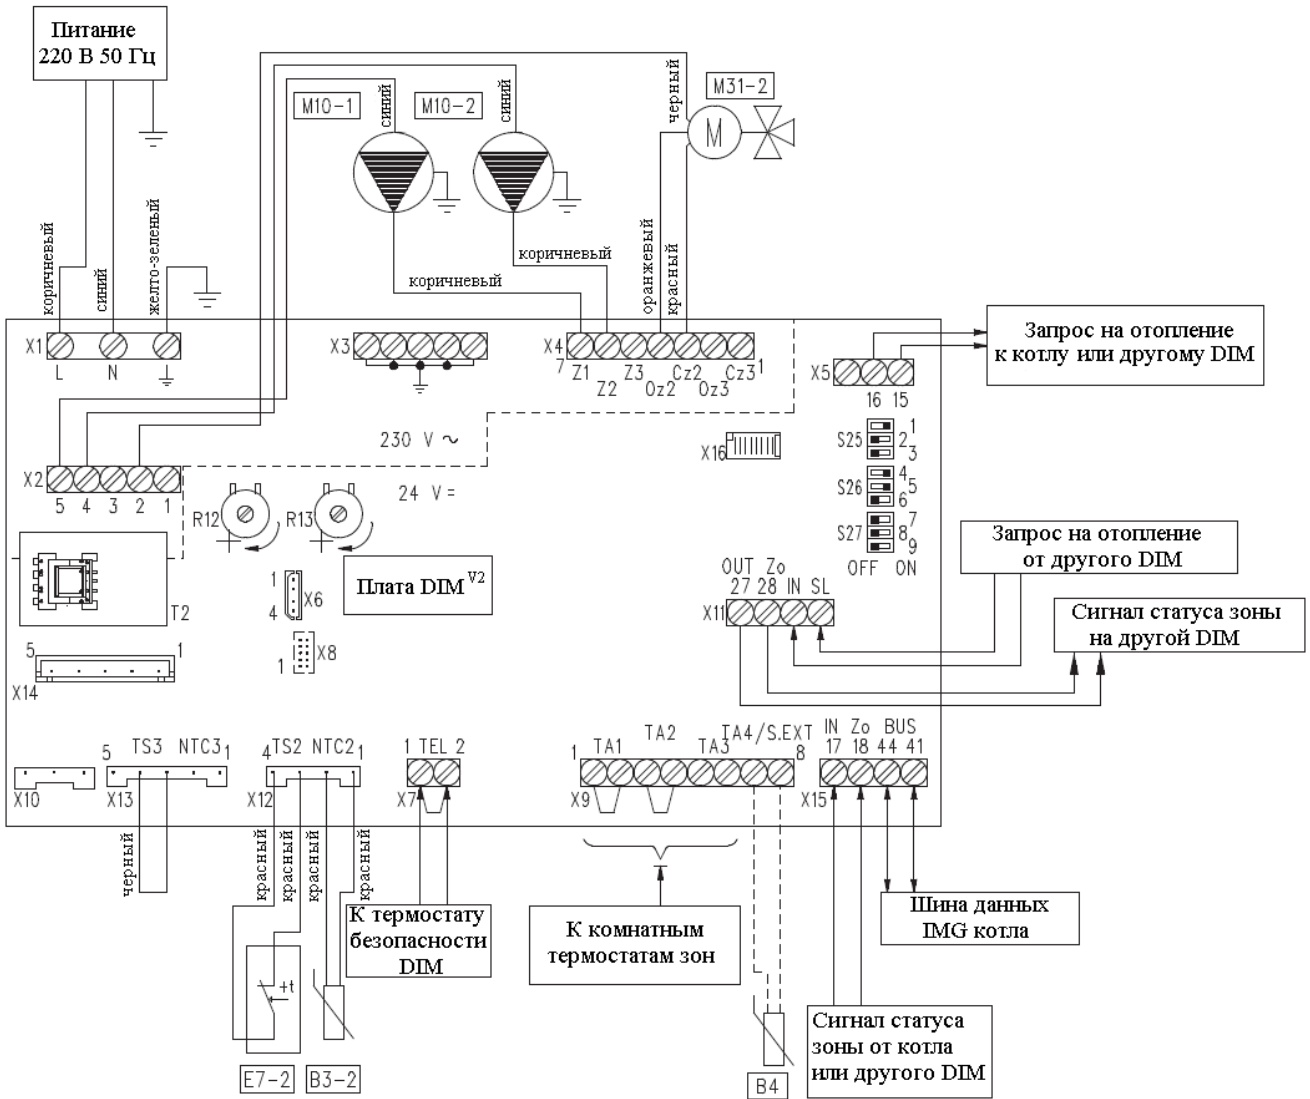 Питание
220 В 50 Гц
M10-1
M10-2
M31-2
синий
синий
черный
M
коричневый
синий
желто-зеленый
коричневый
коричневый
оранжевый
красный
X1
L
N
X3
X4
7
Z1
Z2
Z3
Oz2
Cz2
Oz3
Cz3
1
X5
16 15
Запрос на отопление
к котлу или другому DIM
230 V ~
24 V =
X16
S25
1
2
3
S26
4
5
6
S27
7
8
9
OFF ON
X2
5 4 3 2 1
R12
R13
T2
1
4
X6
1
X8
Плата DIM V2
OUT Zo
27 28 IN SL
X11
Запрос на отопление
от другого DIM
Сигнал статуса зоны
на другой DIM
5
1
X14
X10
5
TS3 NTC3
1
X13
4
TS2 NTC2
1
X12
1 TEL 2
X7
1
TA1
TA2
TA3
TA4/S.EXT
8
X9
IN Zo BUS
17 18 44 41
X15
черный
красный
красный
красный
красный
К термостату
безопасности
DIM
К комнатным
термостатам зон
Шина данных
IMG котла
Сигнал статуса
зоны от котла
или другого DIM
+t
E7-2
B3-2
B4